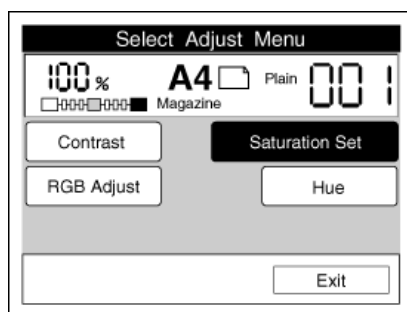 Select Adjust Menu
100 % A4 Plain 001
Magazine
Contrast Saturation Set
RGB Adjust Hue
Exit